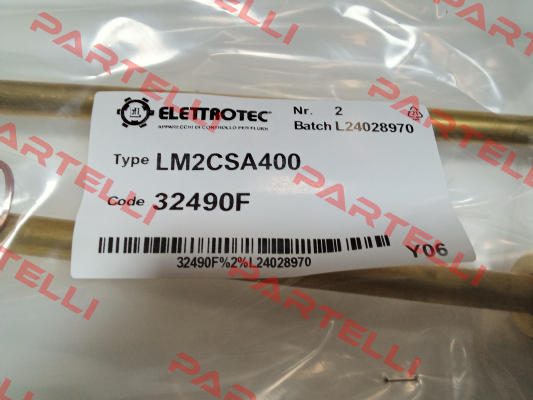 ELETTROTEC
APPARECCHI DI CONTROLLO PER FLUIDI
Nr. 2
Batch L24028970
Type LM2CSA400
Code 32490F
32490F%2%L24028970
Y06
PARTELLI
PARTELLI
PARTELLI
PARTELLI
PARTELLI
PARTELLI